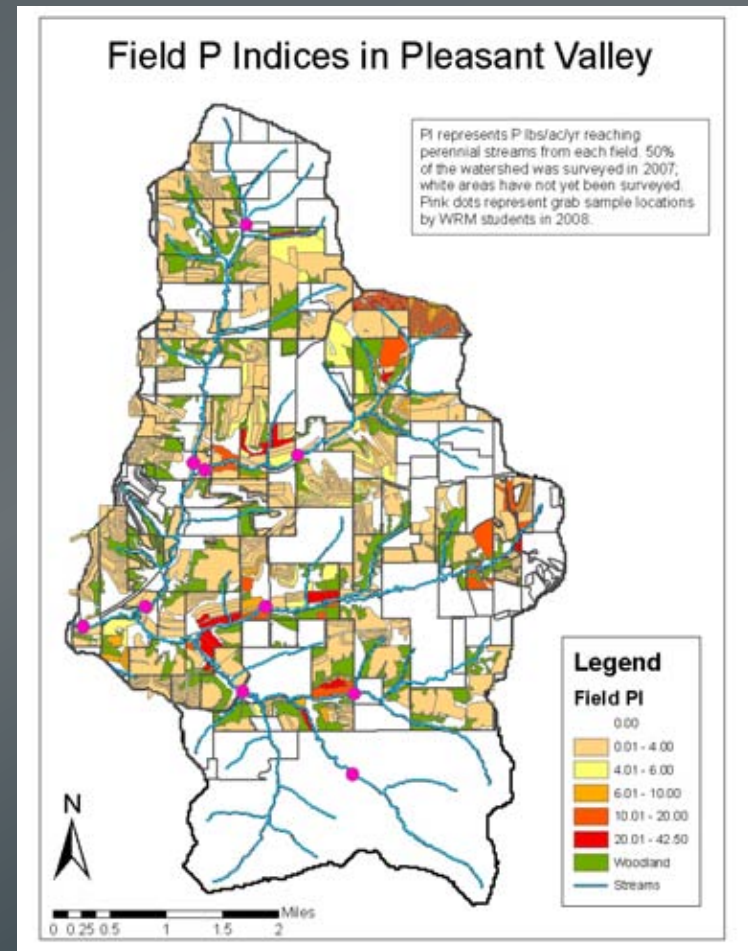 Field P Indices in Pleasant Valley
PI represents P lbs/ac/yr reaching
perennial streams from each field. 50%
of the watershed was surveyed in 2007;
white areas have not yet been surveyed.
Pink dots represent grab sample locations
by WRM students in 2008.
Legend
Field PI
0.00
0.01 - 4.00
4.01 - 6.00
6.01 - 10.00
10.01 - 20.00
20.01 - 42.50
Woodland
Streams
N
Miles
0 0.25 0.5 1 1.5 2